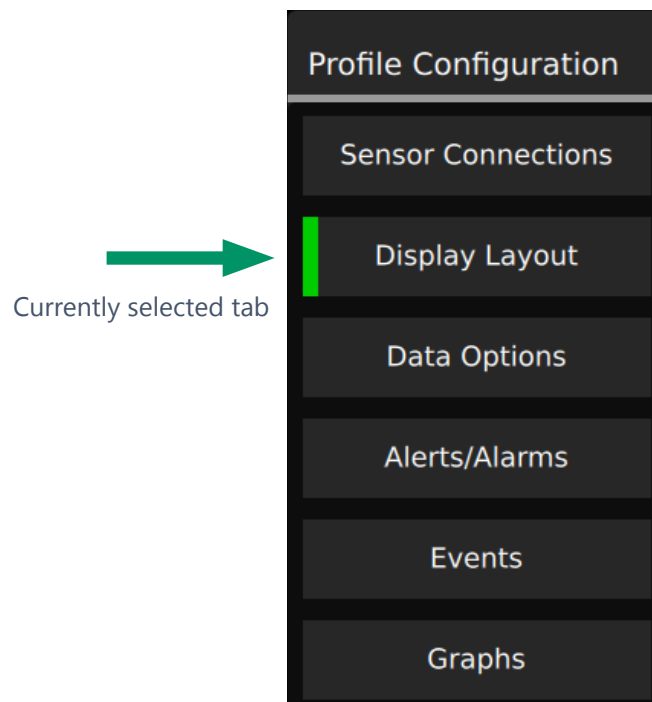 Profile Configuration
Sensor Connections
Display Layout
Currently selected tab
Data Options
Alerts/Alarms
Events
Graphs